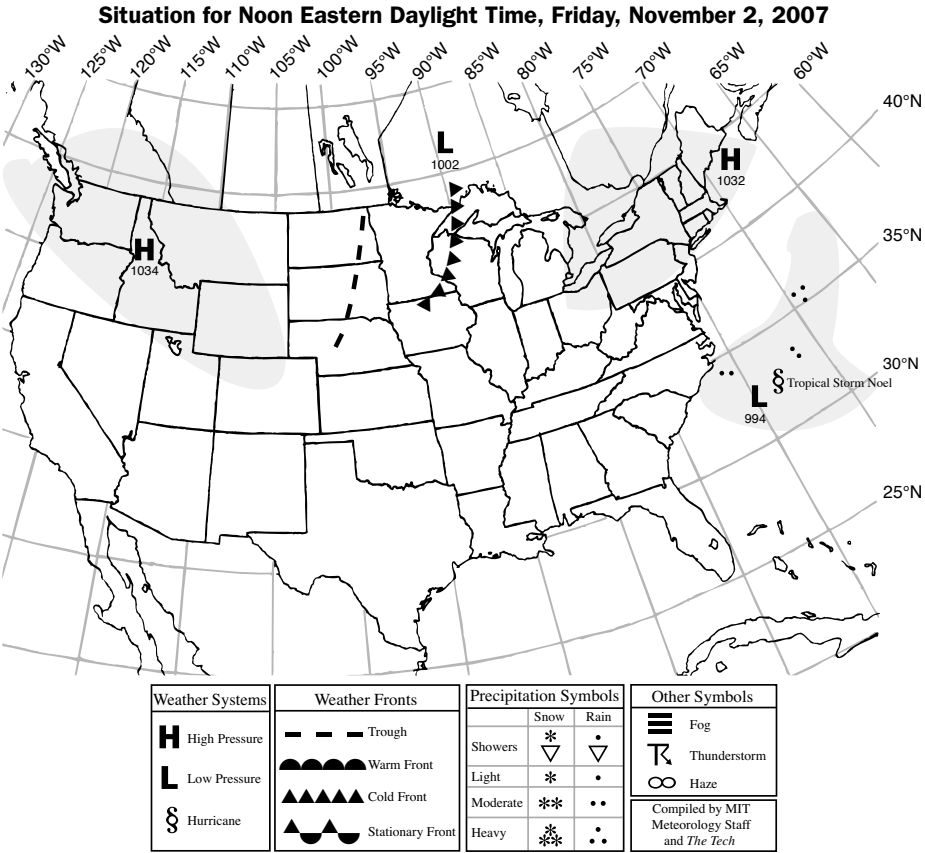 Situation for Noon Eastern Daylight Time, Friday, November 2, 2007
130°W 125°W 120°W 115°W 110°W 105°W 100°W 95°W 90°W 85°W 80°W 75°W 70°W 65°W 60°W
40°N
L
1002
H
1032
35°N
H
1034
30°N
§ Tropical Storm Noel
L
994
25°N
Weather Systems
H High Pressure
L Low Pressure
§ Hurricane
Weather Fronts
Trough
Warm Front
Cold Front
Stationary Front
Precipitation Symbols
Snow Rain
Showers
Light
Moderate
Heavy
Other Symbols
Fog
Thunderstorm
Haze
Compiled by MIT
Meteorology Staff
and The Tech